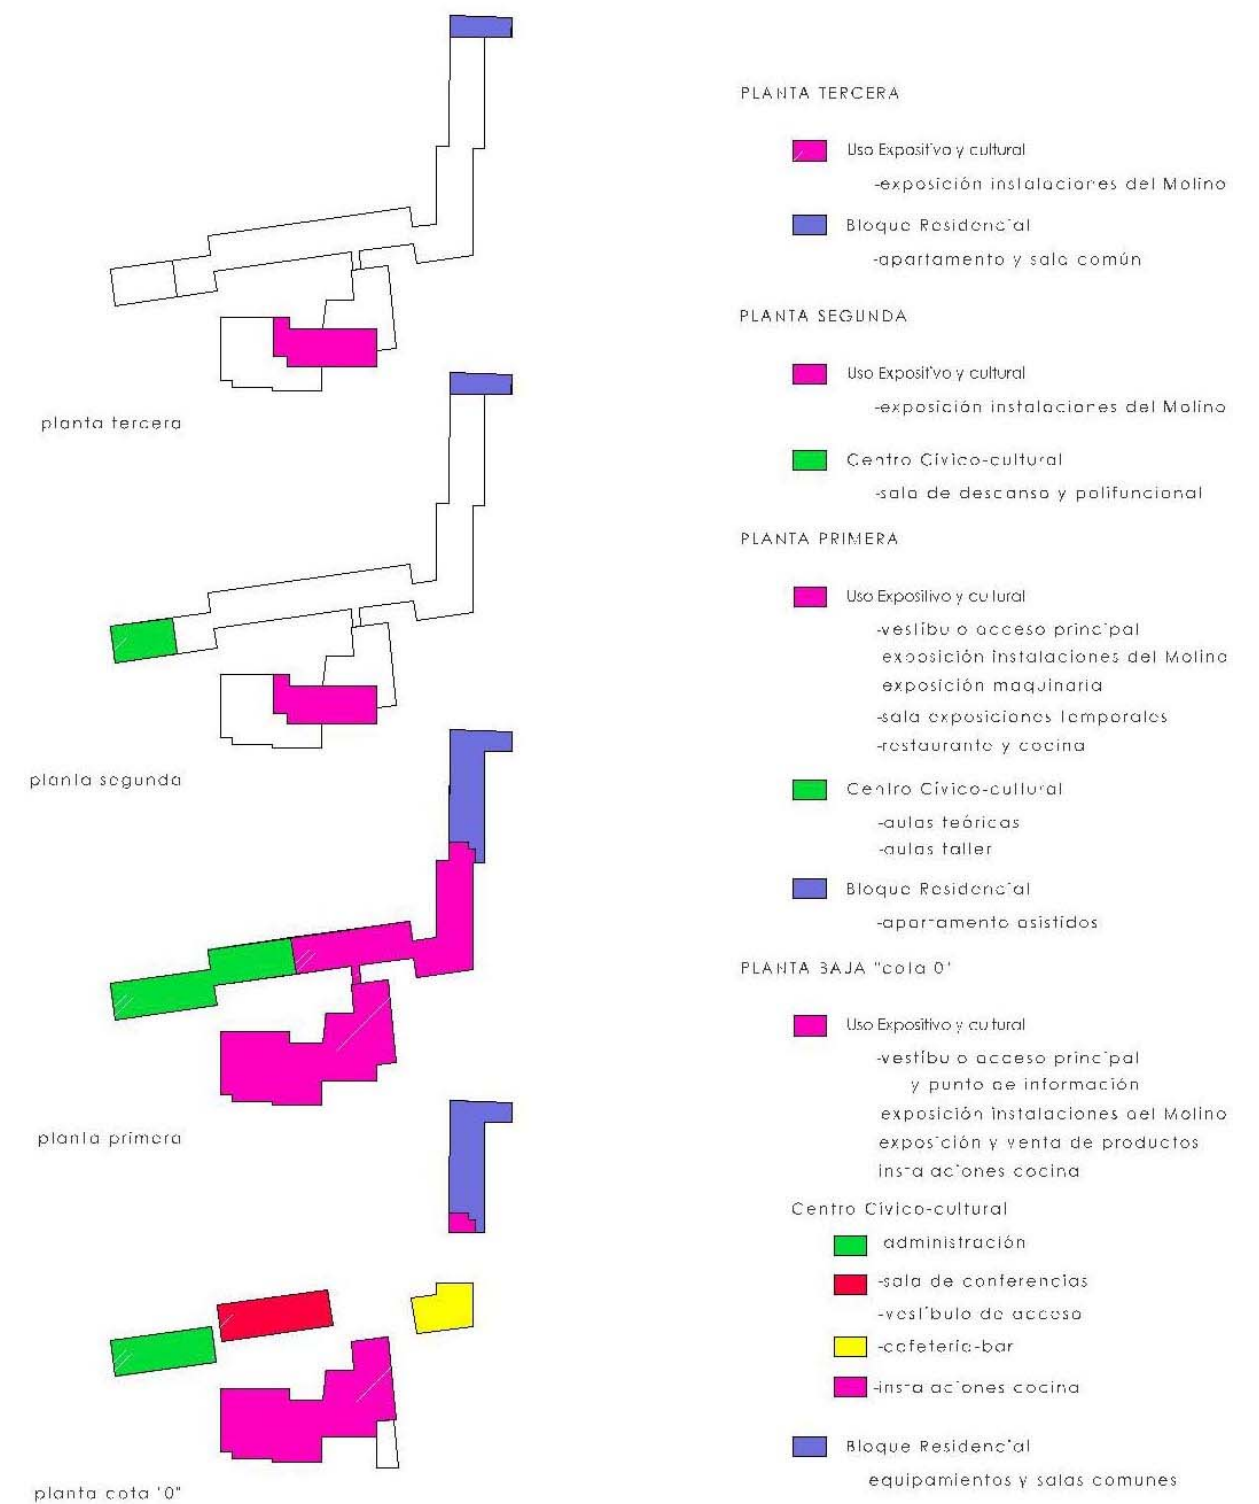 planta tercera
planta segunda
planta primera
planta cota '0"
PLANTA TERCERA
Uso Expositivo y cultural
-exposición instalaciones del Molino
Bloque Residencial
-apartamento y sala común
PLANTA SEGUNDA
Uso Expositivo y cultural
-exposición instalaciones del Molino
Centro Cívico-cultural
-sala de descanso y polifuncional
PLANTA PRIMERA
Uso Expositivo y cultural
-vestíbulo acceso principal
exposición instalaciones del Molino
exposición maquinaria
-sala exposiciones temporales
-restaurante y cocina
Centro Cívico-cultural
-aulas teóricas
-aulas taller
Bloque Residencial
-apartamento asistidos
PLANTA BAJA "cota 0"
Uso Expositivo y cultural
-vestíbulo acceso principal
y punto de información
exposición instalaciones del Molino
exposición y venta de productos
instalaciones cocina
Centro Cívico-cultural
administración
-sala de conferencias
-vestíbulo de acceso
-cafetería-bar
-instalaciones cocina
Bloque Residencial
equipamientos y salas comunes